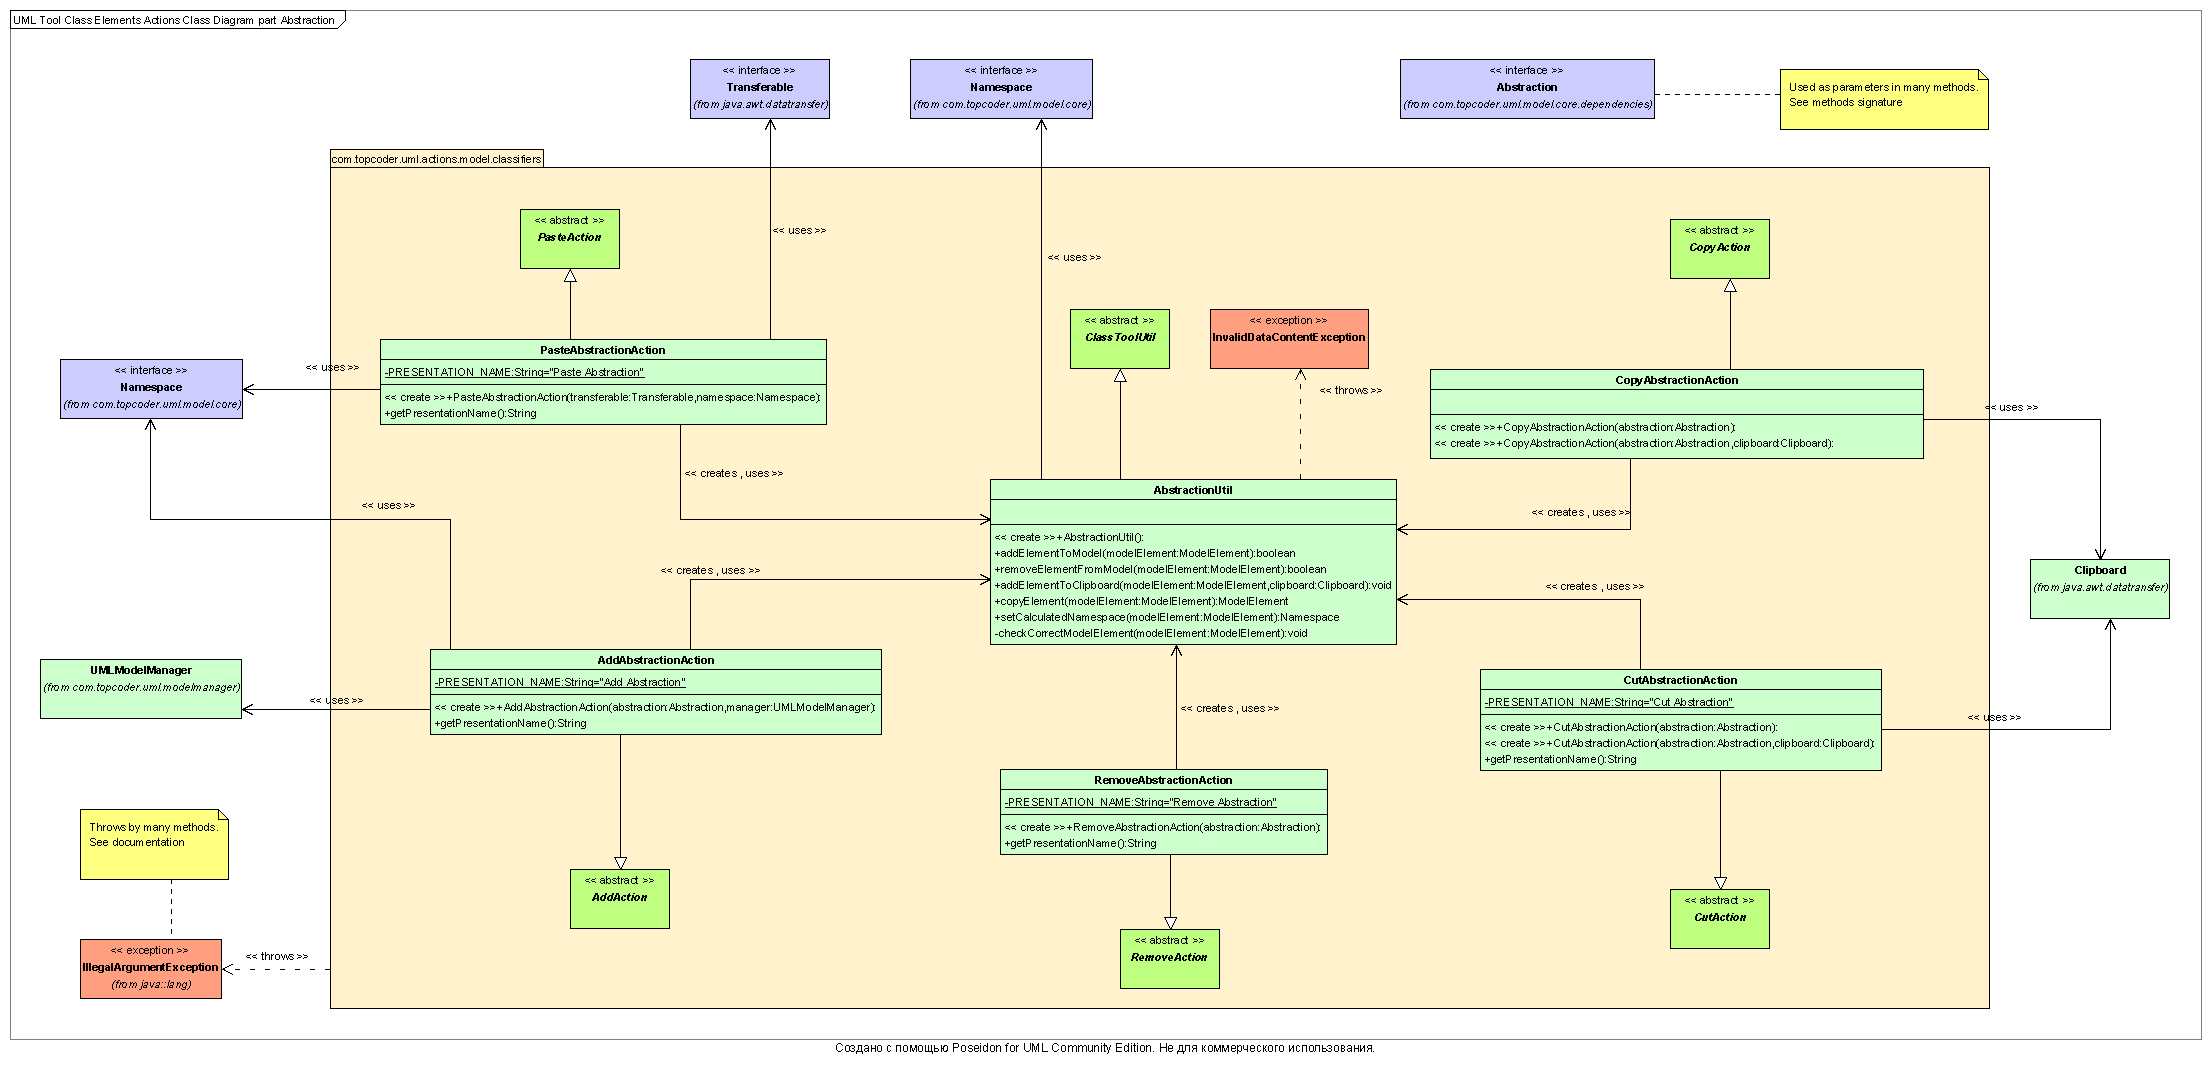 UML Tool Class Elements Actions Class Diagram part Abstraction
<< interface >>
Transferable
(from java.awt.datatransfer)
<< interface >>
Namespace
(from com.topcoder.uml.model.core)
<< interface >>
Abstraction
(from com.topcoder.uml.model.core.dependencies)
Used as parameters in many methods.
See methods signature
com.topcoder.uml.actions.model.classifiers
<< abstract >>
PasteAction
<< uses >>
<< uses >>
<< abstract >>
CopyAction
<< abstract >>
ClassToolUtil
<< exception >>
InvalidDataContentException
<< throws >>
PasteAbstractionAction
-PRESENTATION_NAME:String="Paste Abstraction"
<< create >>+PasteAbstractionAction(transferable:Transferable,namespace:Namespace):
+getPresentationName():String
<< uses >>
<< interface >>
Namespace
(from com.topcoder.uml.model.core)
CopyAbstractionAction
<< create >>+CopyAbstractionAction(abstraction:Abstraction):
<< create >>+CopyAbstractionAction(abstraction:Abstraction,clipboard:Clipboard):
<< uses >>
<< creates , uses >>
<< uses >>
<< creates , uses >>
AbstractionUtil
<< create >>+AbstractionUtil():
+addElementToModel(modelElement:ModelElement):boolean
+removeElementFromModel(modelElement:ModelElement):boolean
+addElementToClipboard(modelElement:ModelElement,clipboard:Clipboard):void
+copyElement(modelElement:ModelElement):ModelElement
+setCalculatedNamespace(modelElement:ModelElement):Namespace
-checkCorrectModelElement(modelElement:ModelElement):void
<< creates , uses >>
<< creates , uses >>
Clipboard
(from java.awt.datatransfer)
UMLModelManager
(from com.topcoder.uml.modelmanager)
<< uses >>
AddAbstractionAction
-PRESENTATION_NAME:String="Add Abstraction"
<< create >>+AddAbstractionAction(abstraction:Abstraction,manager:UMLModelManager):
+getPresentationName():String
<< creates , uses >>
CutAbstractionAction
-PRESENTATION_NAME:String="Cut Abstraction"
<< create >>+CutAbstractionAction(abstraction:Abstraction):
<< create >>+CutAbstractionAction(abstraction:Abstraction,clipboard:Clipboard):
+getPresentationName():String
<< uses >>
RemoveAbstractionAction
-PRESENTATION_NAME:String="Remove Abstraction"
<< create >>+RemoveAbstractionAction(abstraction:Abstraction):
+getPresentationName():String
Throws by many methods.
See documentation
<< abstract >>
AddAction
<< abstract >>
CutAction
<< abstract >>
RemoveAction
<< exception >>
IllegalArgumentException
(from java::lang)
<< throws >>
Создано с помощью Poseidon for UML Community Edition. Не для коммерческого использования.